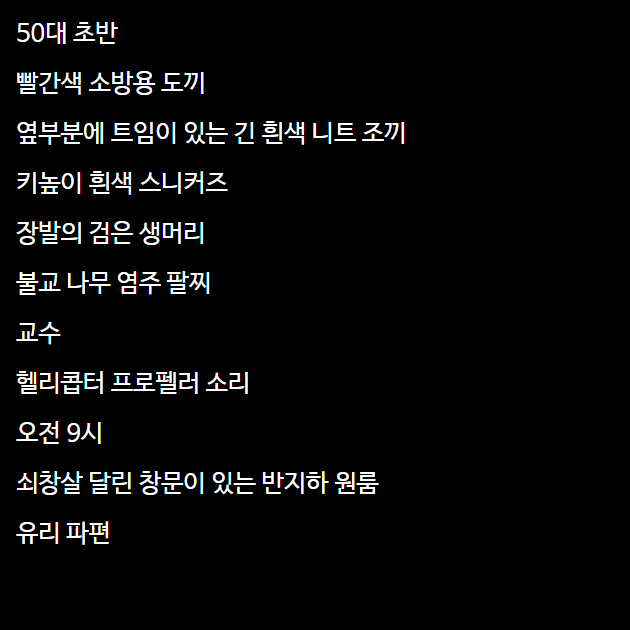 50대 초반
빨간색 소방용 도끼
옆부분에 트임이 있는 긴 흰색 니트 조끼
키높이 흰색 스니커즈
장발의 검은 생머리
불교 나무 염주 팔찌
교수
헬리콥터 프로펠러 소리
오전 9시
쇠창살 달린 창문이 있는 반지하 원룸
유리 파편